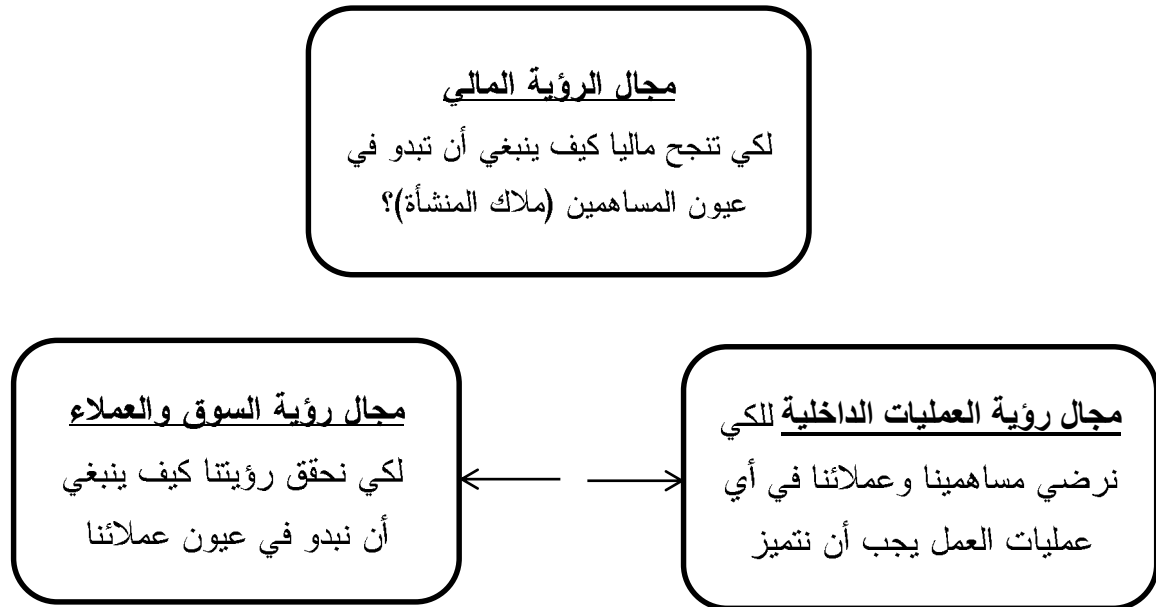 مجال الرؤية المالي
لكي تنجح ماليا كيف ينبغي أن تبدو في
عيون المساهمين (ملاك المنشأة)؟
مجال رؤية العمليات الداخلية للكي
نرضي مساهمينا وعملائنا في أي
عمليات العمل يجب أن نتميز
مجال رؤية السوق والعملاء
لكي نحقق رؤيتنا كيف ينبغي
أن نبدو في عيون عملائنا